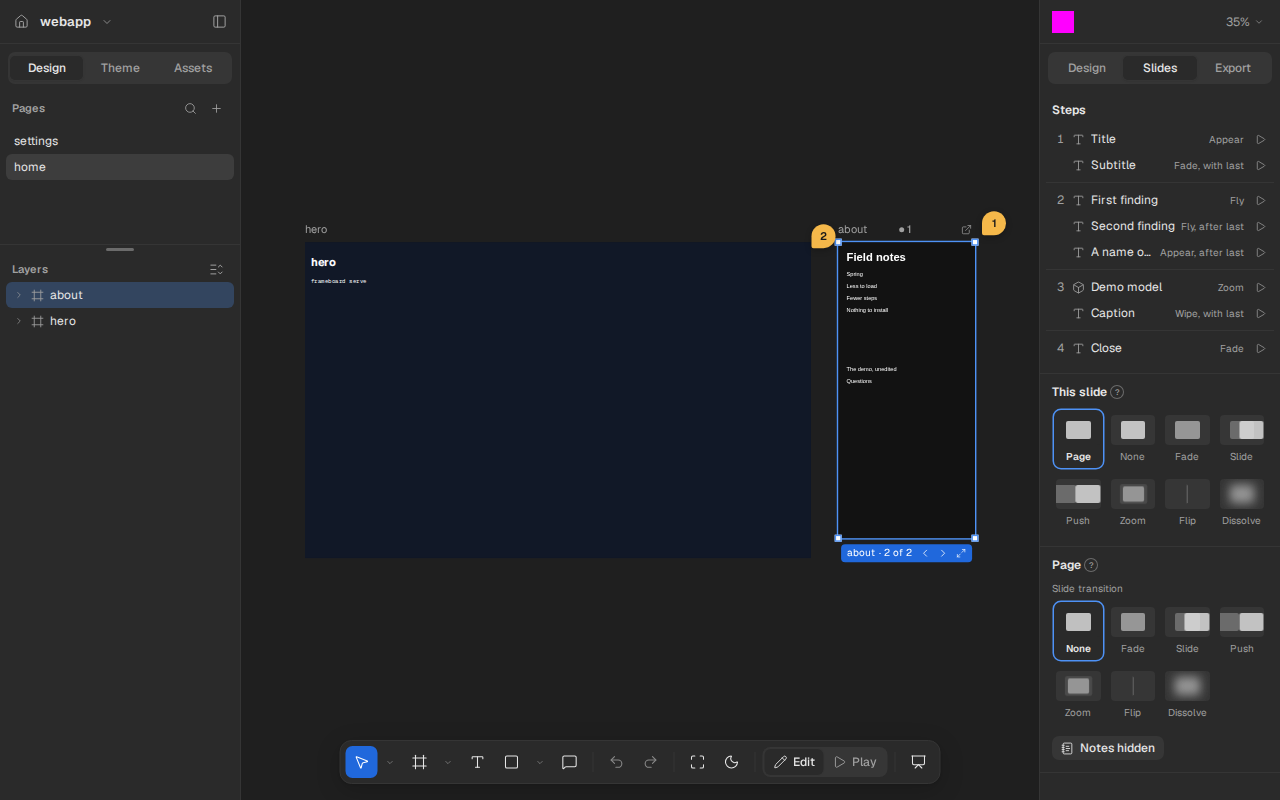 webapp
Design Theme Assets
Pages
settings
home
Layers
about
hero
hero
hero
frameboard serve
2
about
1
1
Field notes
Spring
Less to load
Fewer steps
Nothing to install
The demo, unedited
Questions
about · 2 of 2
Edit Play
35%
Design Slides Export
Steps
1 Title Appear
Subtitle Fade, with last
2 First finding Fly
Second finding Fly, after last
A name o… Appear, after last
3 Demo model Zoom
Caption Wipe, with last
4 Close Fade
This slide ?
Page None Fade Slide
Push Zoom Flip Dissolve
Page ?
Slide transition
None Fade Slide Push
Zoom Flip Dissolve
Notes hidden